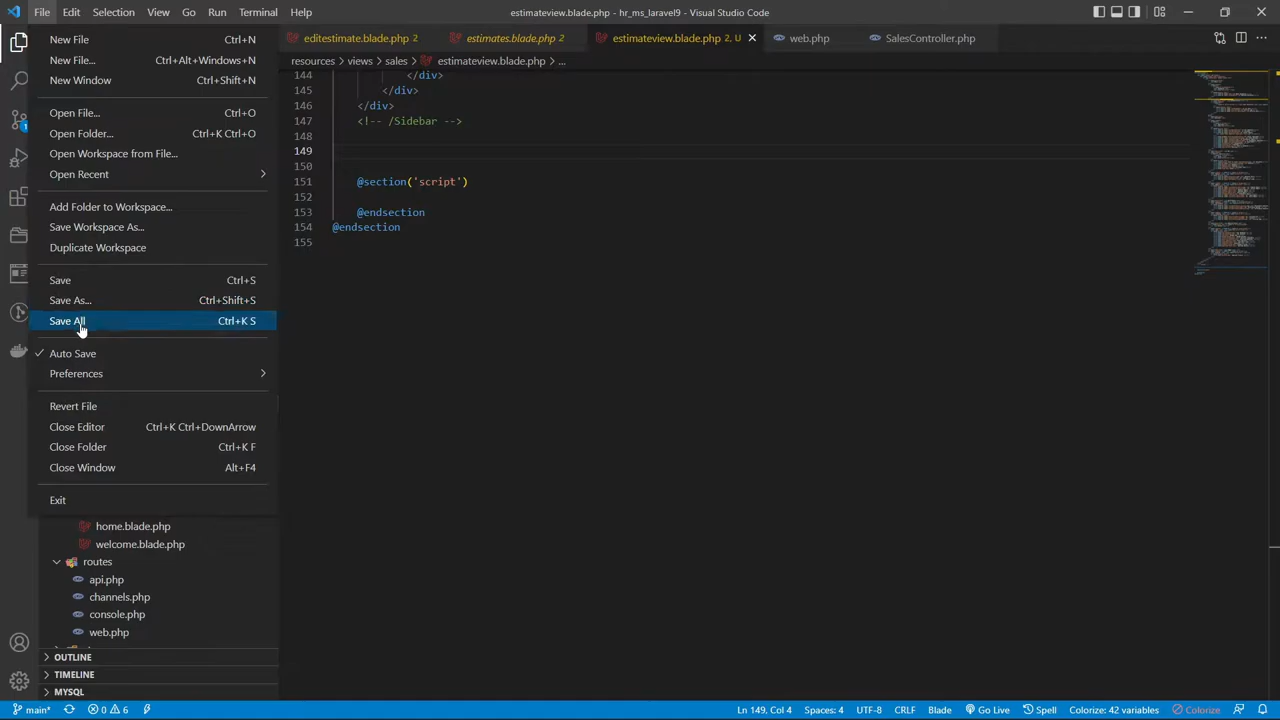 File Edit Selection View Go Run Terminal Help
estimateview.blade.php - hr_ms_laravel9 - Visual Studio Code
editestimate.blade.php 2 estimates.blade.php 2 estimateview.blade.php 2, U web.php SalesController.php
resources > views > sales > estimateview.blade.php > ...
New File Ctrl+N
New File... Ctrl+Alt+Windows+N
New Window Ctrl+Shift+N
Open File... Ctrl+O
Open Folder... Ctrl+K Ctrl+O
Open Workspace from File...
Open Recent
Add Folder to Workspace...
Save Workspace As...
Duplicate Workspace
Save Ctrl+S
Save As... Ctrl+Shift+S
Save All Ctrl+K S
Auto Save
Preferences
Revert File
Close Editor Ctrl+K Ctrl+DownArrow
Close Folder Ctrl+K F
Close Window Alt+F4
Exit
home.blade.php
welcome.blade.php
routes
api.php
channels.php
console.php
web.php
OUTLINE
TIMELINE
MYSQL
144 </div>
145 </div>
146 </div>
147 <!-- /Sidebar -->
148
149
150
151 @section('script')
152
153 @endsection
154 @endsection
155
main* 0 6 Ln 149, Col 4 Spaces: 4 UTF-8 CRLF Blade Go Live Spell Colorize: 42 variables Colorize